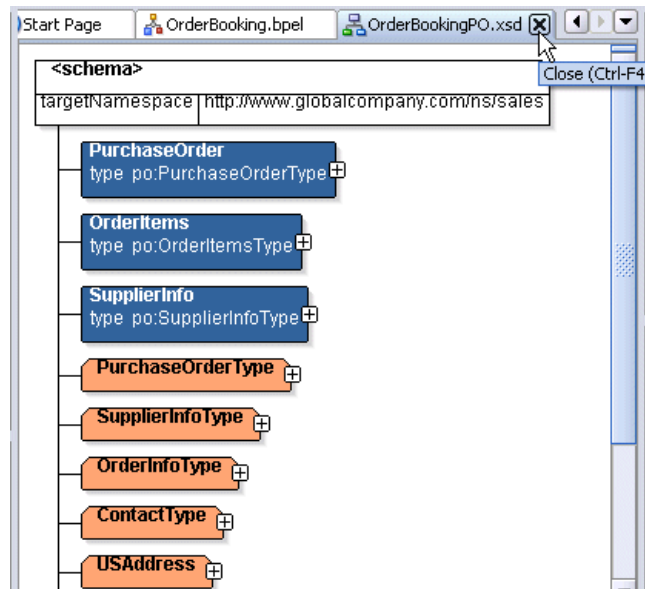 Start Page OrderBooking.bpel OrderBookingPO.xsd
<schema> Close (Ctrl-F4
targetNamespace http://www.globalcompany.com/ns/sales
PurchaseOrder
type po:PurchaseOrderType
OrderItems
type po:OrderItemsType
SupplierInfo
type po:SupplierInfoType
PurchaseOrderType
SupplierInfoType
OrderInfoType
ContactType
USAddress